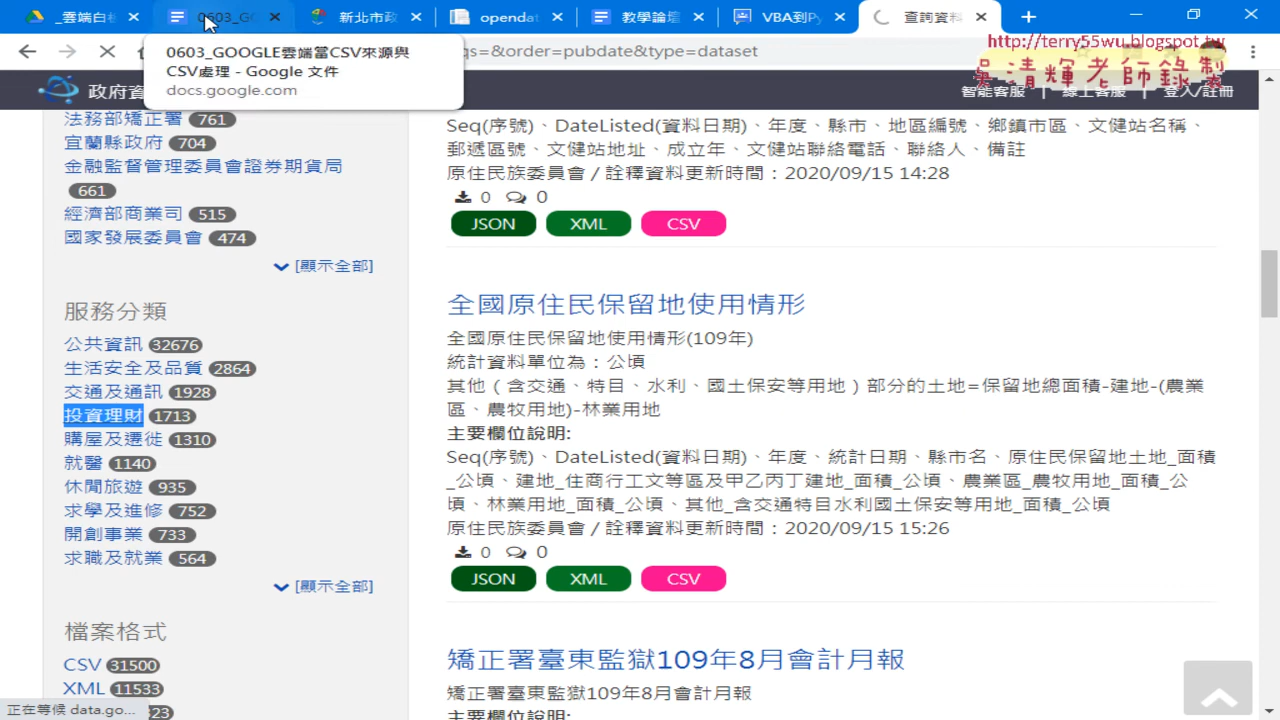 _雲端白板
0603_GO
新北市政
opendat
教學論壇
VBA到Py
查詢資料
0603_GOOGLE雲端當CSV來源與
CSV處理 - Google 文件
docs.google.com
qs=&order=pubdate&type=dataset
http://terry55wu.blogspot.tw
吳清輝老師錄製
政府資
智能客服 | 線上客服 | 登入/註冊
法務部矯正署 761
宜蘭縣政府 704
金融監督管理委員會證券期貨局
661
經濟部商業司 515
國家發展委員會 474
[顯示全部]
服務分類
公共資訊 32676
生活安全及品質 2864
交通及通訊 1928
投資理財 1713
購屋及遷徙 1310
就醫 1140
休閒旅遊 935
求學及進修 752
開創事業 733
求職及就業 564
[顯示全部]
檔案格式
CSV 31500
XML 11533
23
正在等候 data.go...
Seq(序號)、DateListed(資料日期)、年度、縣市、地區編號、鄉鎮市區、文健站名稱、
郵遞區號、文健站地址、成立年、文健站聯絡電話、聯絡人、備註
原住民族委員會 / 詮釋資料更新時間：2020/09/15 14:28
0 0
JSON XML CSV
全國原住民保留地使用情形
全國原住民保留地使用情形(109年)
統計資料單位為：公頃
其他（含交通、特目、水利、國土保安等用地）部分的土地=保留地總面積-建地-(農業
區、農牧用地)-林業用地
主要欄位說明:
Seq(序號)、DateListed(資料日期)、年度、統計日期、縣市名、原住民保留地土地_面積
_公頃、建地_住商行工文等區及甲乙丙丁建地_面積_公頃、農業區_農牧用地_面積_公
頃、林業用地_面積_公頃、其他_含交通特目水利國土保安等用地_面積_公頃
原住民族委員會 / 詮釋資料更新時間：2020/09/15 15:26
0 0
JSON XML CSV
矯正署臺東監獄109年8月會計月報
矯正署臺東監獄109年8月會計月報
主要欄位說明: